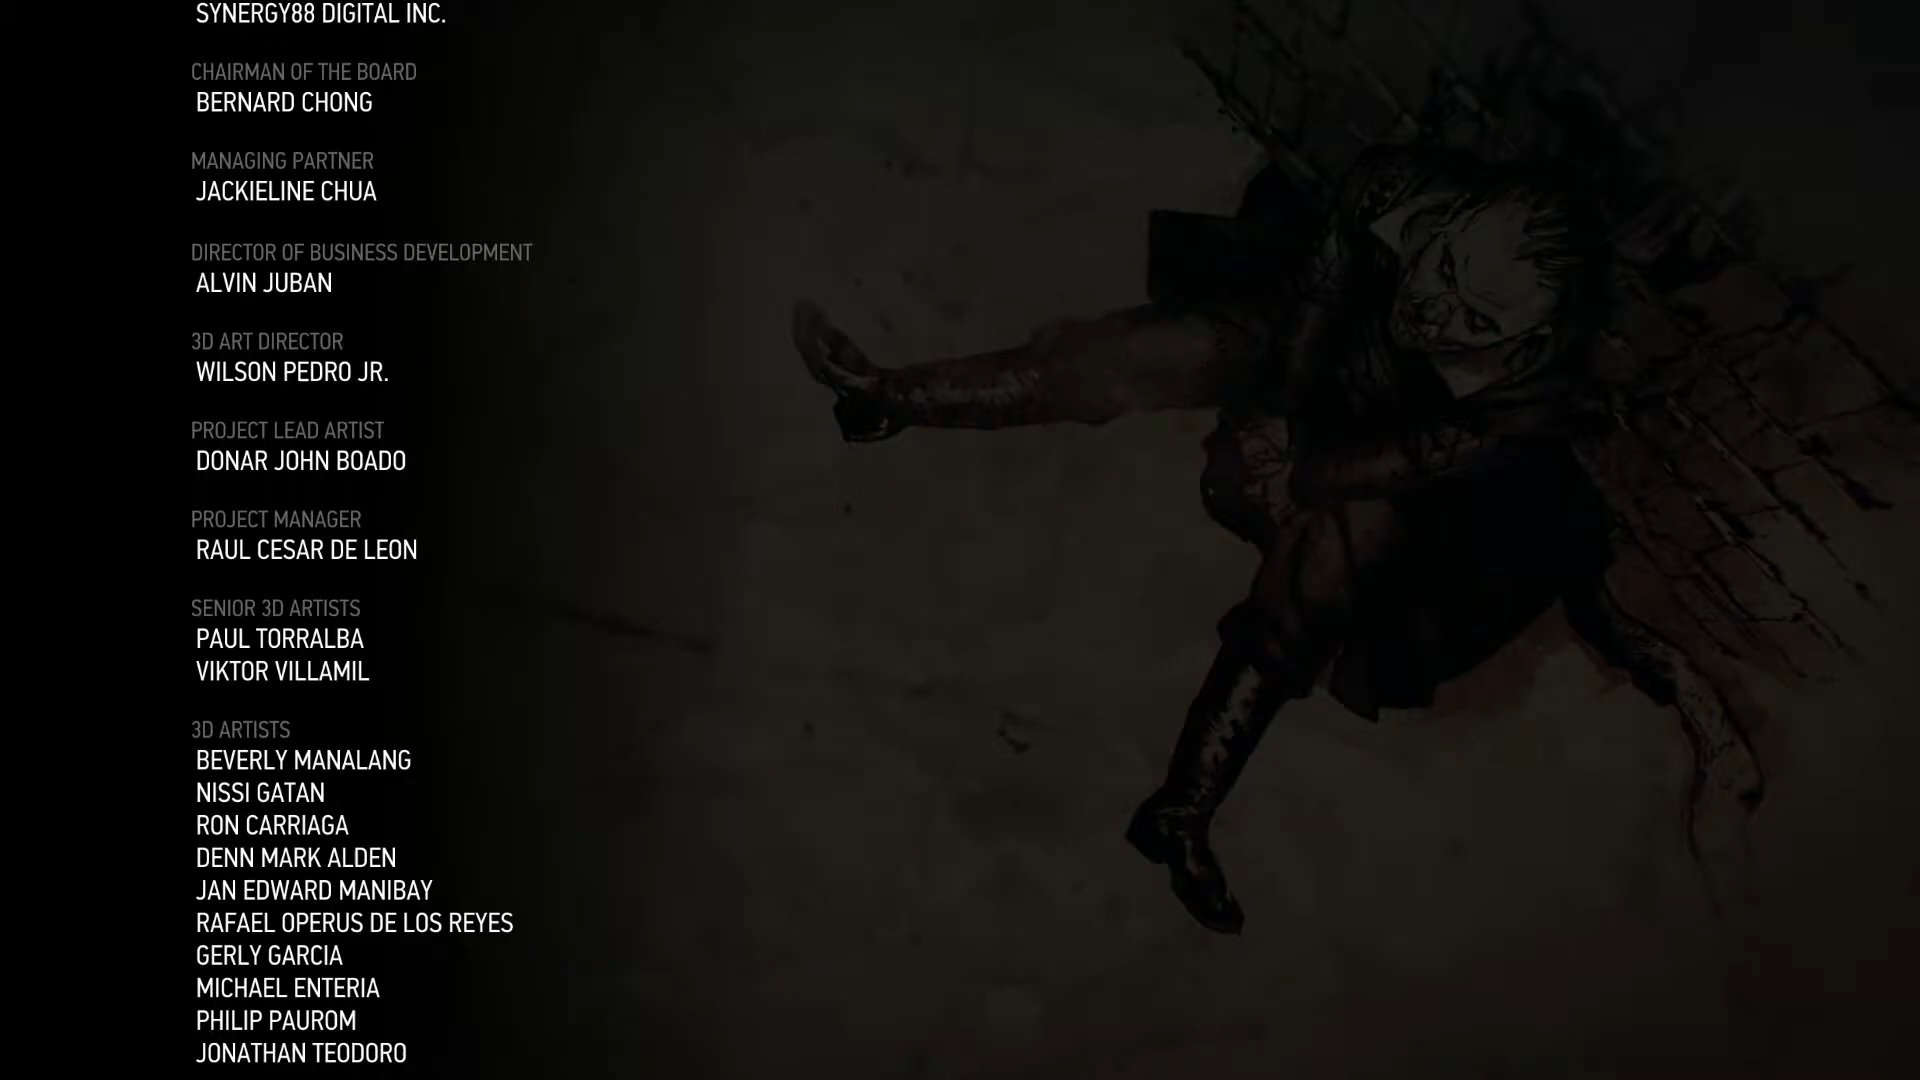 SYNERGY88 DIGITAL INC.
CHAIRMAN OF THE BOARD
BERNARD CHONG
MANAGING PARTNER
JACKIELINE CHUA
DIRECTOR OF BUSINESS DEVELOPMENT
ALVIN JUBAN
3D ART DIRECTOR
WILSON PEDRO JR.
PROJECT LEAD ARTIST
DONAR JOHN BOADO
PROJECT MANAGER
RAUL CESAR DE LEON
SENIOR 3D ARTISTS
PAUL TORRALBA
VIKTOR VILLAMIL
3D ARTISTS
BEVERLY MANALANG
NISSI GATAN
RON CARRIAGA
DENN MARK ALDEN
JAN EDWARD MANIBAY
RAFAEL OPERUS DE LOS REYES
GERLY GARCIA
MICHAEL ENTERIA
PHILIP PAUROM
JONATHAN TEODORO